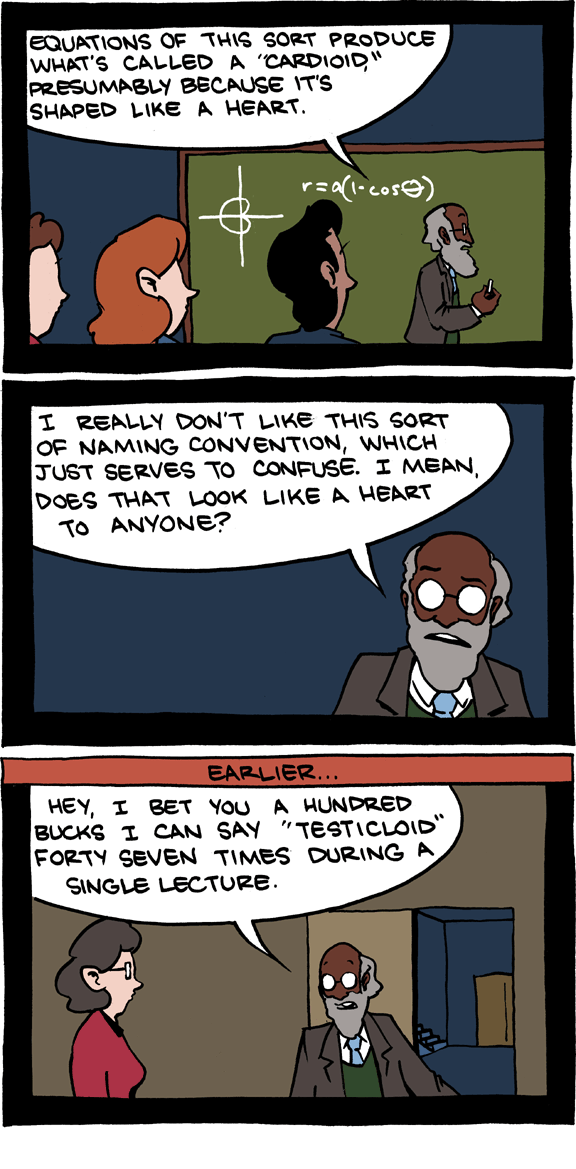 EQUATIONS OF THIS SORT PRODUCE
WHAT'S CALLED A "CARDIOID,"
PRESUMABLY BECAUSE IT'S
SHAPED LIKE A HEART.
r=a(1-cosθ)
I REALLY DON'T LIKE THIS SORT
OF NAMING CONVENTION, WHICH
JUST SERVES TO CONFUSE. I MEAN,
DOES THAT LOOK LIKE A HEART
TO ANYONE?
EARLIER...
HEY, I BET YOU A HUNDRED
BUCKS I CAN SAY "TESTICLOID"
FORTY SEVEN TIMES DURING A
SINGLE LECTURE.